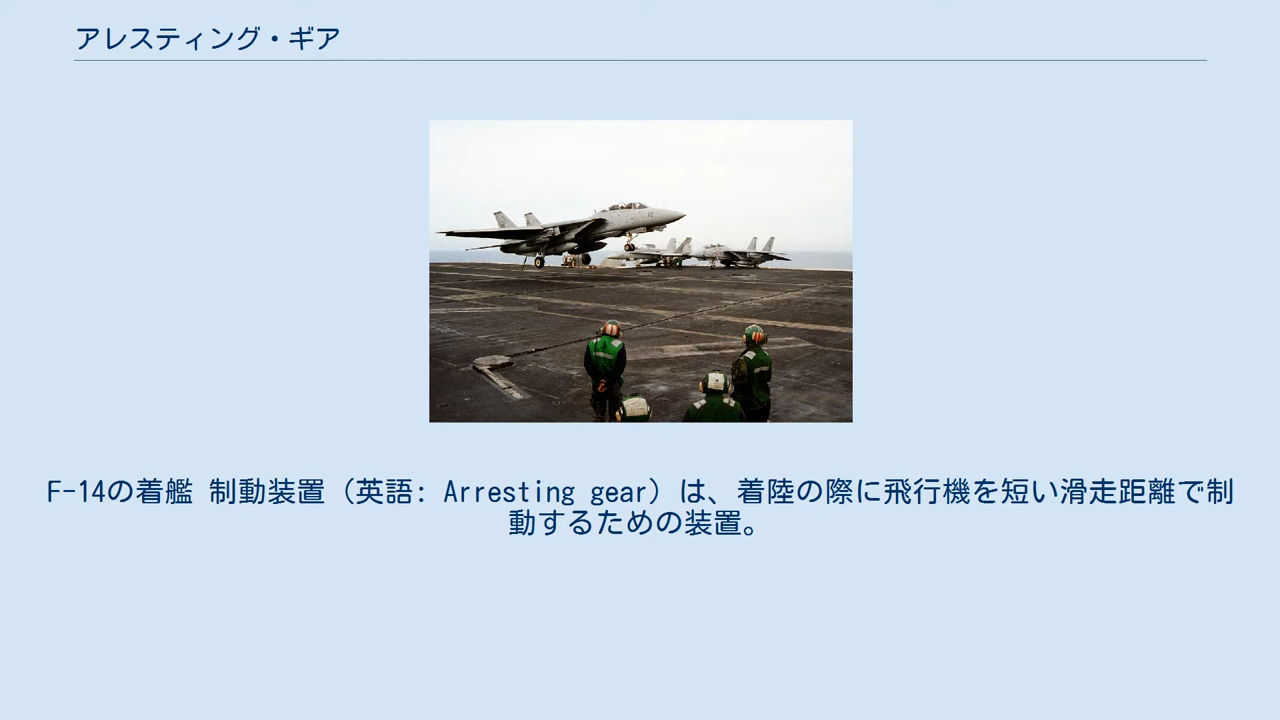 アレスティング・ギア
F-14の着艦 制動装置（英語: Arresting gear）は、着陸の際に飛行機を短い滑走距離で制
動するための装置。